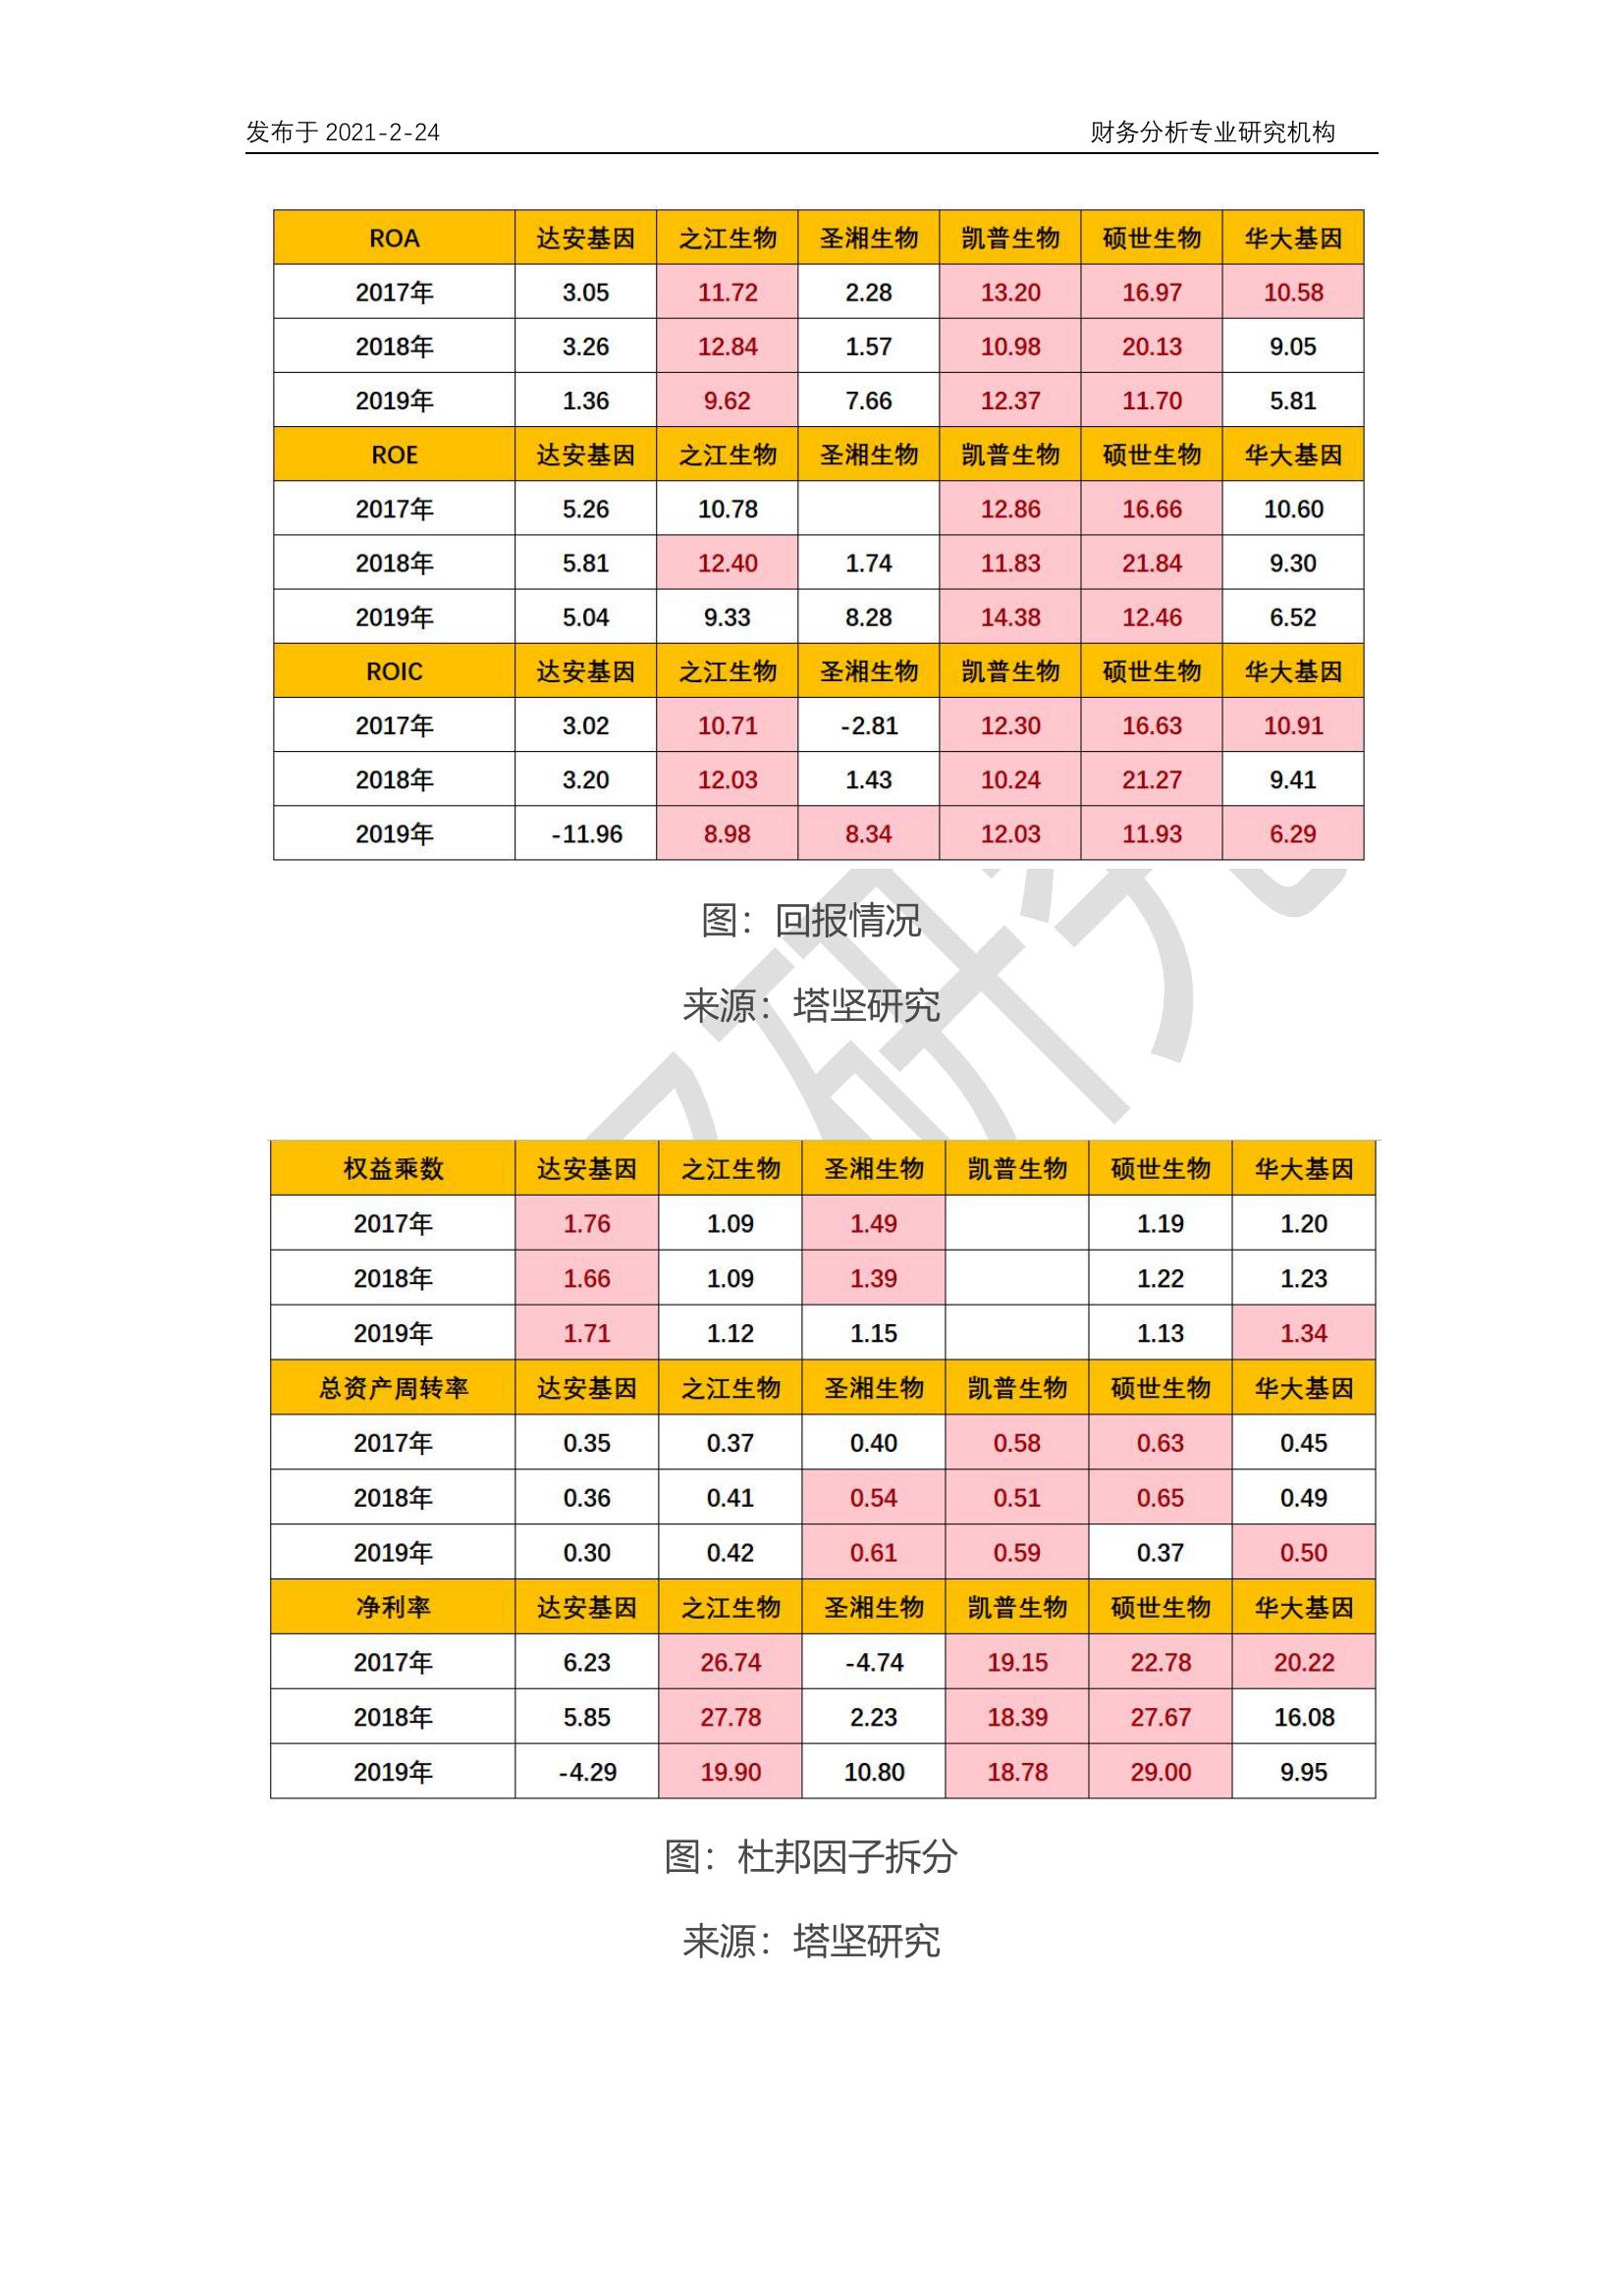 发布于 2021-2-24 财务分析专业研究机构
ROA 达安基因 之江生物 圣湘生物 凯普生物 硕世生物 华大基因
2017年 3.05 11.72 2.28 13.20 16.97 10.58
2018年 3.26 12.84 1.57 10.98 20.13 9.05
2019年 1.36 9.62 7.66 12.37 11.70 5.81
ROE 达安基因 之江生物 圣湘生物 凯普生物 硕世生物 华大基因
2017年 5.26 10.78 12.86 16.66 10.60
2018年 5.81 12.40 1.74 11.83 21.84 9.30
2019年 5.04 9.33 8.28 14.38 12.46 6.52
ROIC 达安基因 之江生物 圣湘生物 凯普生物 硕世生物 华大基因
2017年 3.02 10.71 -2.81 12.30 16.63 10.91
2018年 3.20 12.03 1.43 10.24 21.27 9.41
2019年 -11.96 8.98 8.34 12.03 11.93 6.29
图：回报情况
来源：塔坚研究
权益乘数 达安基因 之江生物 圣湘生物 凯普生物 硕世生物 华大基因
2017年 1.76 1.09 1.49 1.19 1.20
2018年 1.66 1.09 1.39 1.22 1.23
2019年 1.71 1.12 1.15 1.13 1.34
总资产周转率 达安基因 之江生物 圣湘生物 凯普生物 硕世生物 华大基因
2017年 0.35 0.37 0.40 0.58 0.63 0.45
2018年 0.36 0.41 0.54 0.51 0.65 0.49
2019年 0.30 0.42 0.61 0.59 0.37 0.50
净利率 达安基因 之江生物 圣湘生物 凯普生物 硕世生物 华大基因
2017年 6.23 26.74 -4.74 19.15 22.78 20.22
2018年 5.85 27.78 2.23 18.39 27.67 16.08
2019年 -4.29 19.90 10.80 18.78 29.00 9.95
图：杜邦因子拆分
来源：塔坚研究